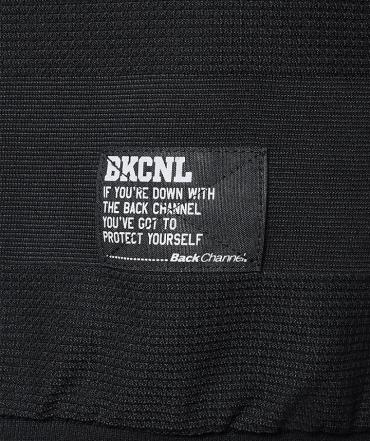 BKCNL
IF YOU'RE DOWN WITH
THE BACK CHANNEL
YOU'VE GOT TO
PROTECT YOURSELF
Back Channel.